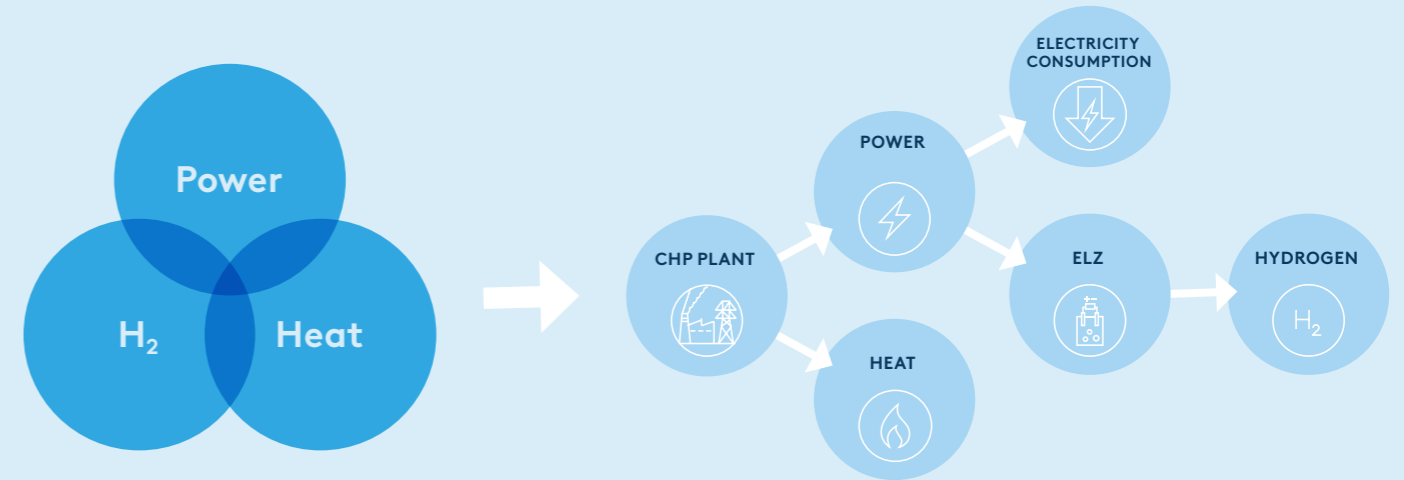 Power
H₂
Heat
CHP PLANT
POWER
HEAT
ELECTRICITY
CONSUMPTION
ELZ
HYDROGEN
H₂